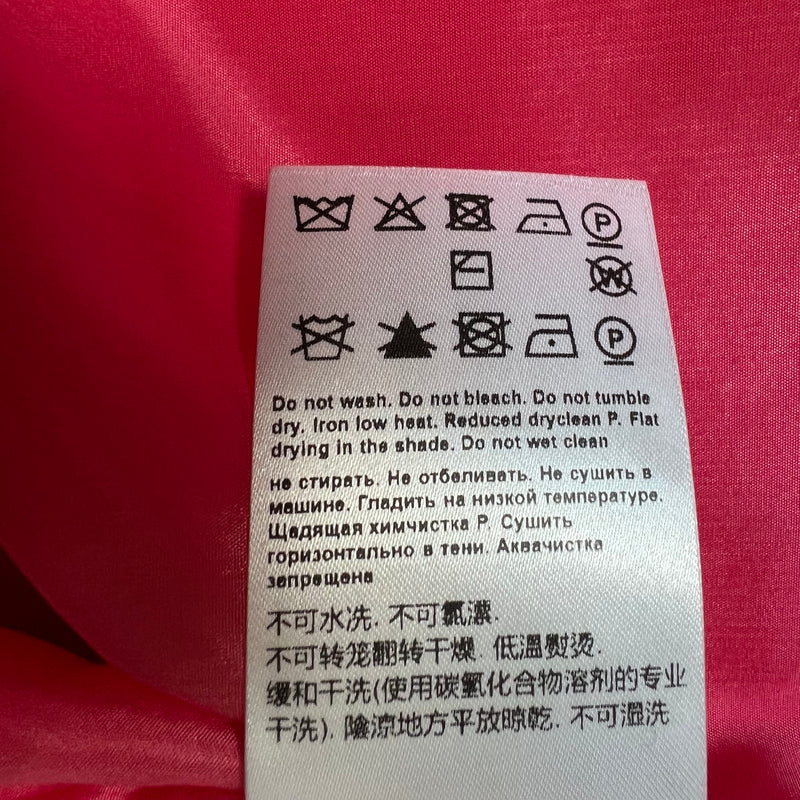 P
W
P
Do not wash. Do not bleach. Do not tumble
dry. Iron low heat. Reduced dryclean P. Flat
drying in the shade. Do not wet clean
не стирать. Не отбеливать. Не сушить в
машине. Гладить на низкой температуре.
Щадящая химчистка P. Сушить
горизонтально в тени. Аквачистка
запрещена
不可水洗. 不可氯漂.
不可转笼翻转干燥. 低溫熨烫.
缓和干洗(使用碳氢化合物溶剂的专业
干洗). 陰涼地方平放晾乾. 不可湿洗